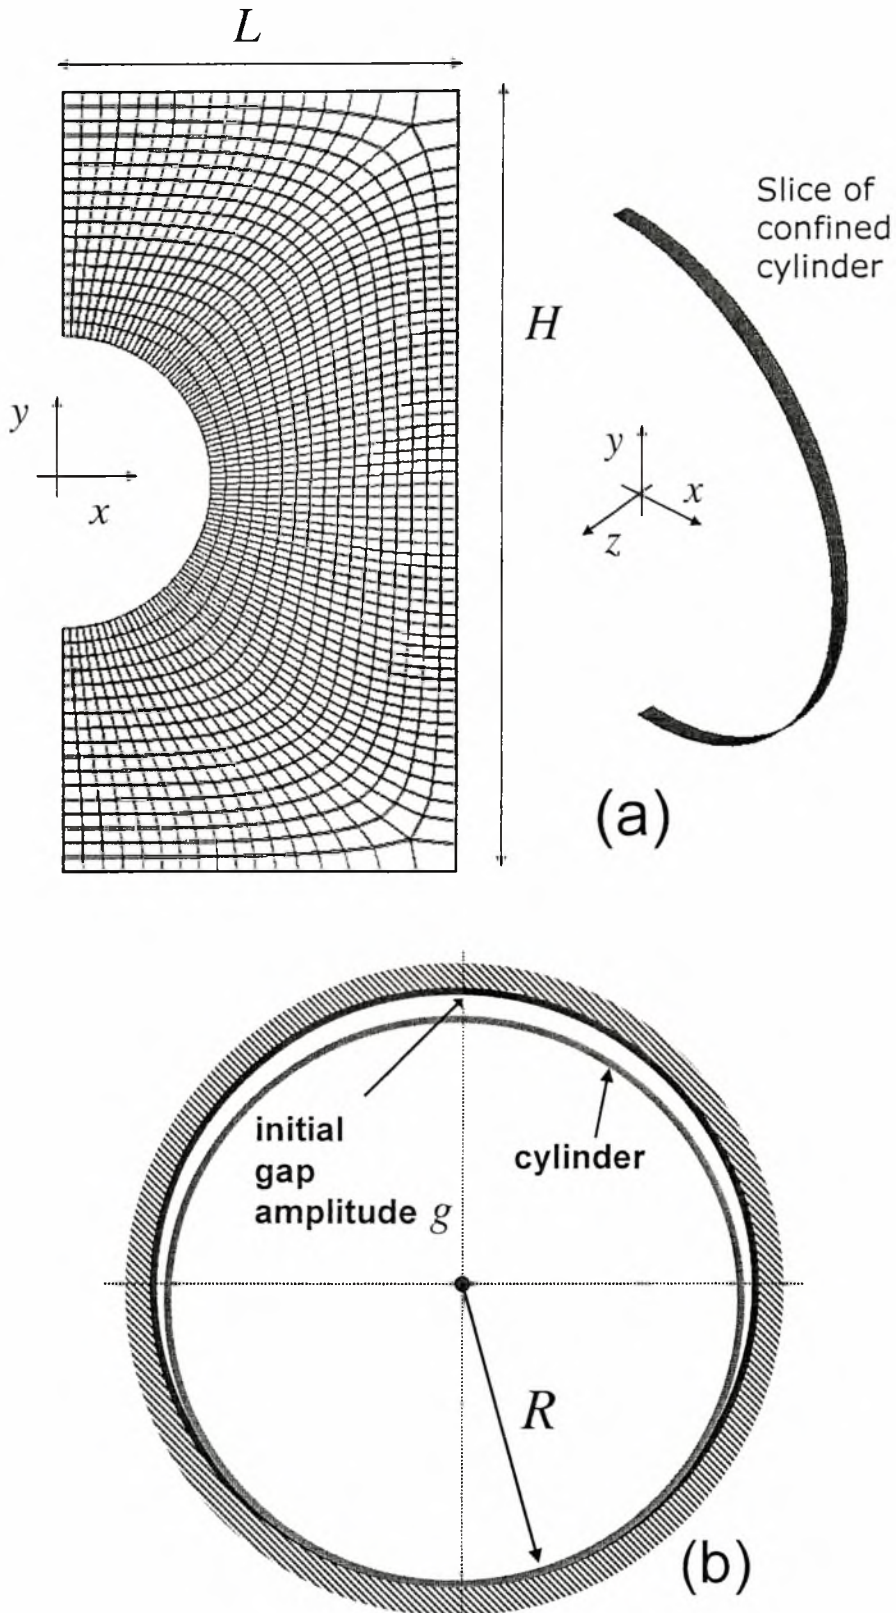 L
Slice of
confined
cylinder
H
y
x
y
x
z
(a)
initial
gap
amplitude g
cylinder
R
(b)